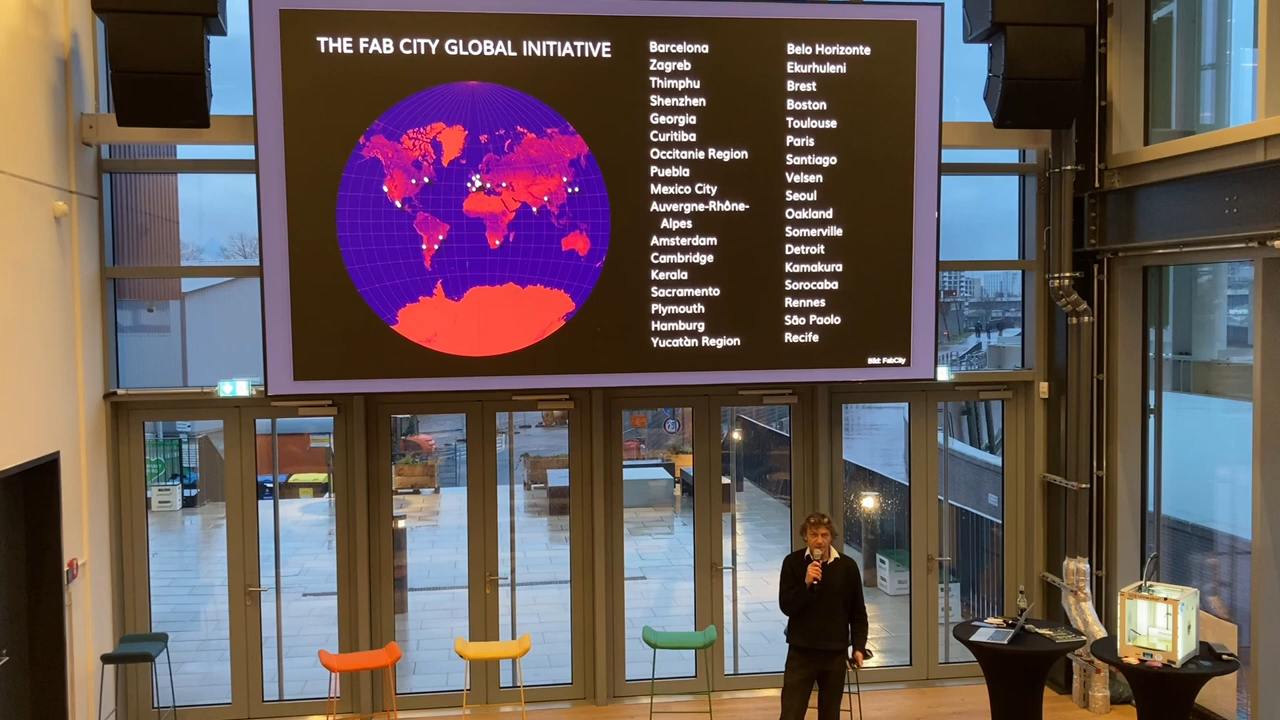 THE FAB CITY GLOBAL INITIATIVE
Barcelona
Zagreb
Thimphu
Shenzhen
Georgia
Curitiba
Occitanie Region
Puebla
Mexico City
Auvergne-Rhône-
Alpes
Amsterdam
Cambridge
Kerala
Sacramento
Plymouth
Hamburg
Yucatàn Region
Belo Horizonte
Ekurhuleni
Brest
Boston
Toulouse
Paris
Santiago
Velsen
Seoul
Oakland
Somerville
Detroit
Kamakura
Sorocaba
Rennes
São Paolo
Recife
Bild: FabCity